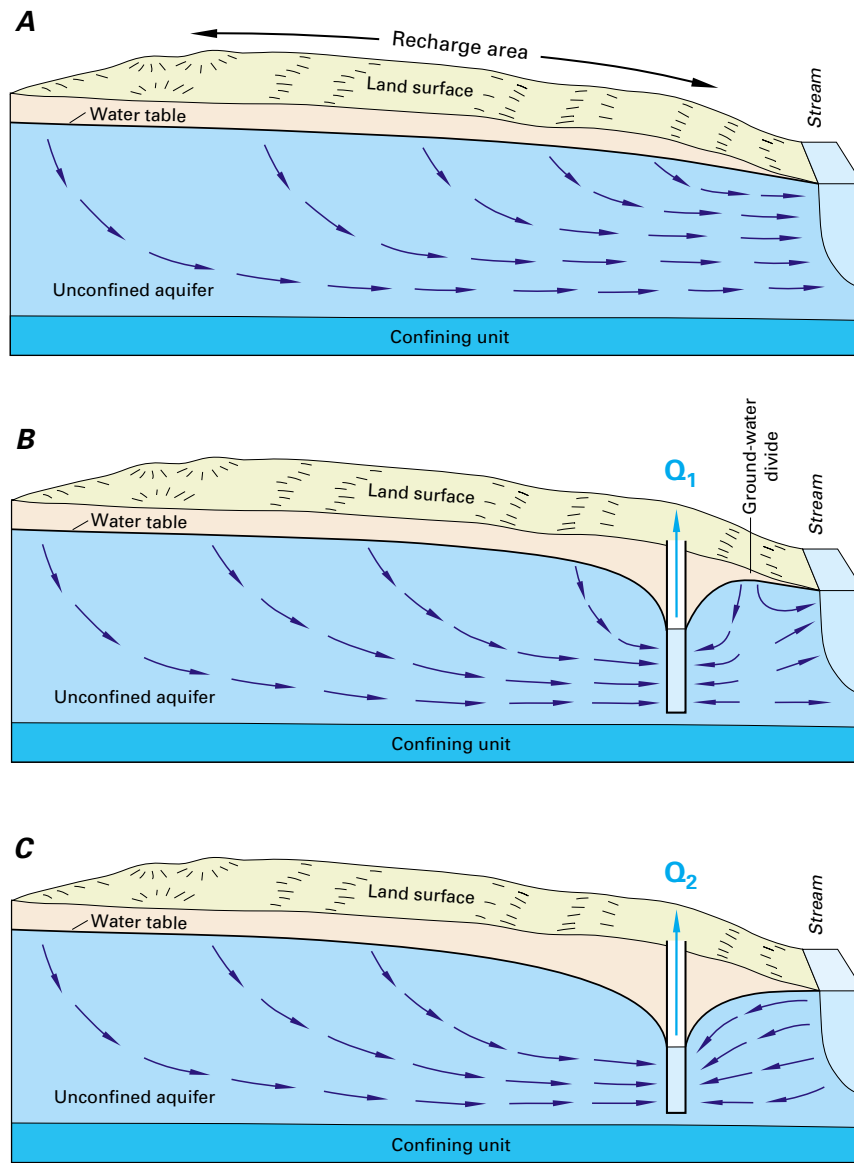 A
Recharge area
Land surface
Stream
Water table
Unconfined aquifer
Confining unit
B
Q1
Ground-water
divide
Stream
Land surface
Water table
Unconfined aquifer
Confining unit
C
Q2
Stream
Land surface
Water table
Unconfined aquifer
Confining unit